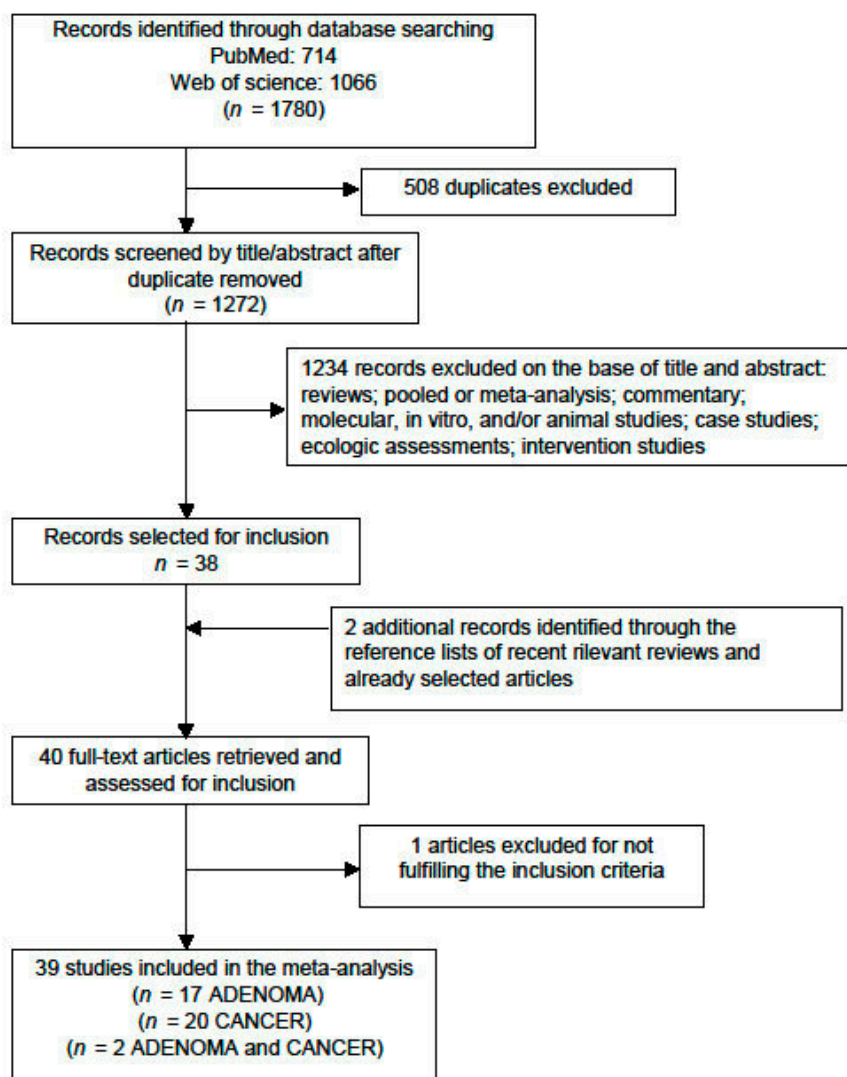 Records identified through database searching
PubMed: 714
Web of science: 1066
(n = 1780)
508 duplicates excluded
Records screened by title/abstract after
duplicate removed
(n = 1272)
1234 records excluded on the base of title and abstract:
reviews; pooled or meta-analysis; commentary;
molecular, in vitro, and/or animal studies; case studies;
ecologic assessments; intervention studies
Records selected for inclusion
n = 38
2 additional records identified through the
reference lists of recent rilevant reviews and
already selected articles
40 full-text articles retrieved and
assessed for inclusion
1 articles excluded for not
fulfilling the inclusion criteria
39 studies included in the meta-analysis
(n = 17 ADENOMA)
(n = 20 CANCER)
(n = 2 ADENOMA and CANCER)